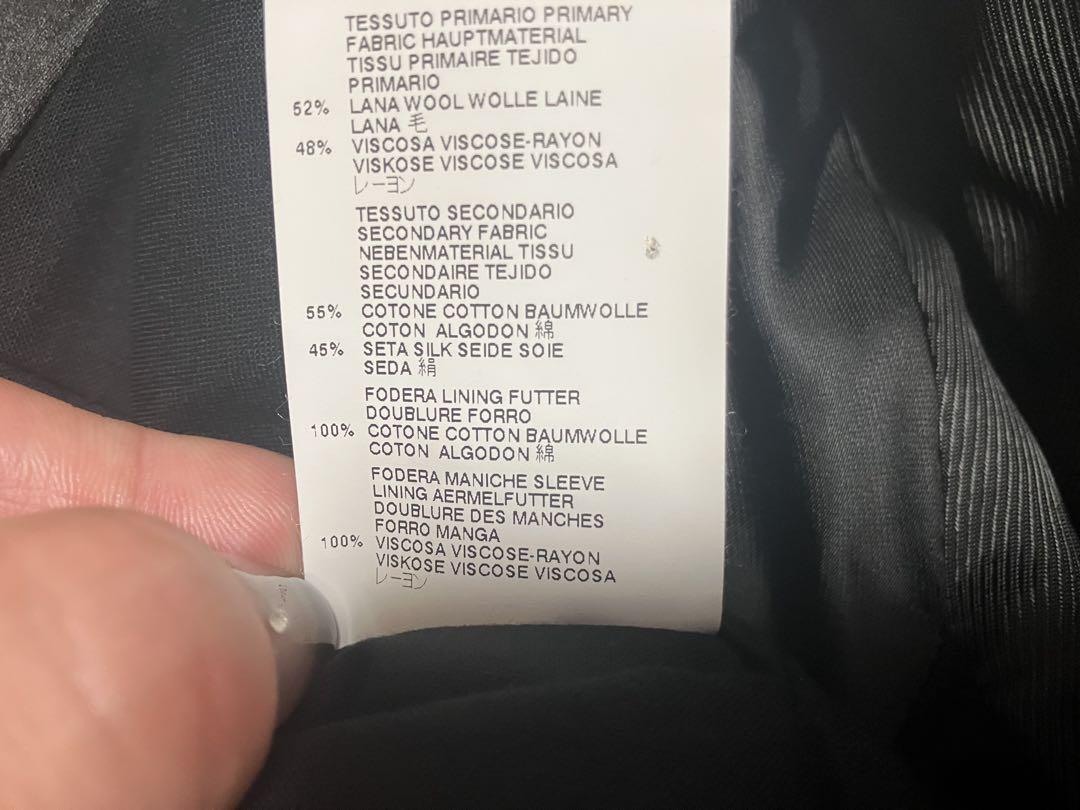 TESSUTO PRIMARIO PRIMARY
FABRIC HAUPTMATERIAL
TISSU PRIMAIRE TEJIDO
PRIMARIO
52% LANA WOOL WOLLE LAINE
LANA 毛
48% VISCOSA VISCOSE-RAYON
VISKOSE VISCOSE VISCOSA
レーヨン
TESSUTO SECONDARIO
SECONDARY FABRIC
NEBENMATERIAL TISSU
SECONDAIRE TEJIDO
SECUNDARIO
55% COTONE COTTON BAUMWOLLE
COTON ALGODON 綿
45% SETA SILK SEIDE SOIE
SEDA 絹
FODERA LINING FUTTER
DOUBLURE FORRO
100% COTONE COTTON BAUMWOLLE
COTON ALGODON 綿
FODERA MANICHE SLEEVE
LINING AERMELFUTTER
DOUBLURE DES MANCHES
FORRO MANGA
100% VISCOSA VISCOSE-RAYON
VISKOSE VISCOSE VISCOSA
レーヨン